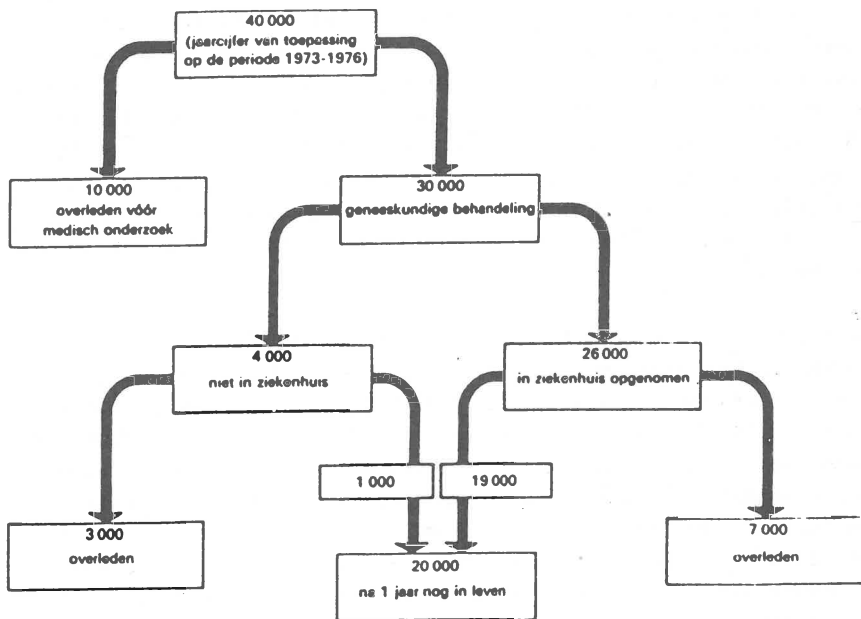 40 000
(jaarcijfer van toepassing
op de periode 1973-1976)
10 000
overleden vóór
medisch onderzoek
30 000
geneeskundige behandeling
4 000
niet in ziekenhuis
26 000
in ziekenhuis opgenomen
1 000
19 000
3 000
overleden
20 000
na 1 jaar nog in leven
7 000
overleden